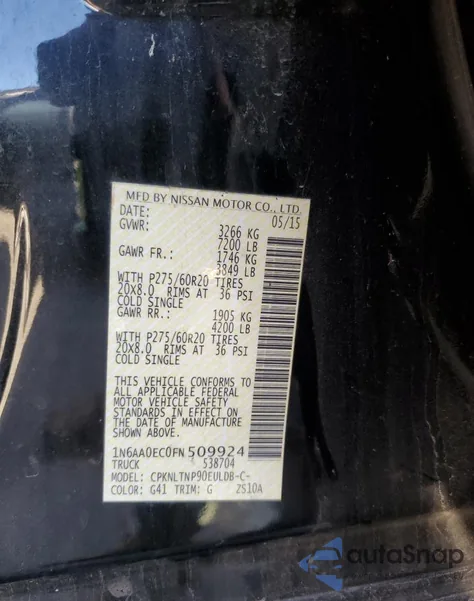 MFD BY NISSAN MOTOR CO., LTD.
DATE: 05/15
GVWR: 3266 KG
7200 LB
GAWR FR.: 1746 KG
3849 LB
WITH P275/60R20 TIRES
20X8.0 RIMS AT 36 PSI
COLD SINGLE
GAWR RR.: 1905 KG
4200 LB
WITH P275/60R20 TIRES
20X8.0 RIMS AT 36 PSI
COLD SINGLE
THIS VEHICLE CONFORMS TO
ALL APPLICABLE FEDERAL
MOTOR VEHICLE SAFETY
STANDARDS IN EFFECT ON
THE DATE OF MANUFACTURE
SHOWN ABOVE.
1N6AA0EC0FN509924
TRUCK 538704
MODEL: CPKNLTNP90EULDB-C-
COLOR: G41 TRIM: G ZS10A
autoSnap